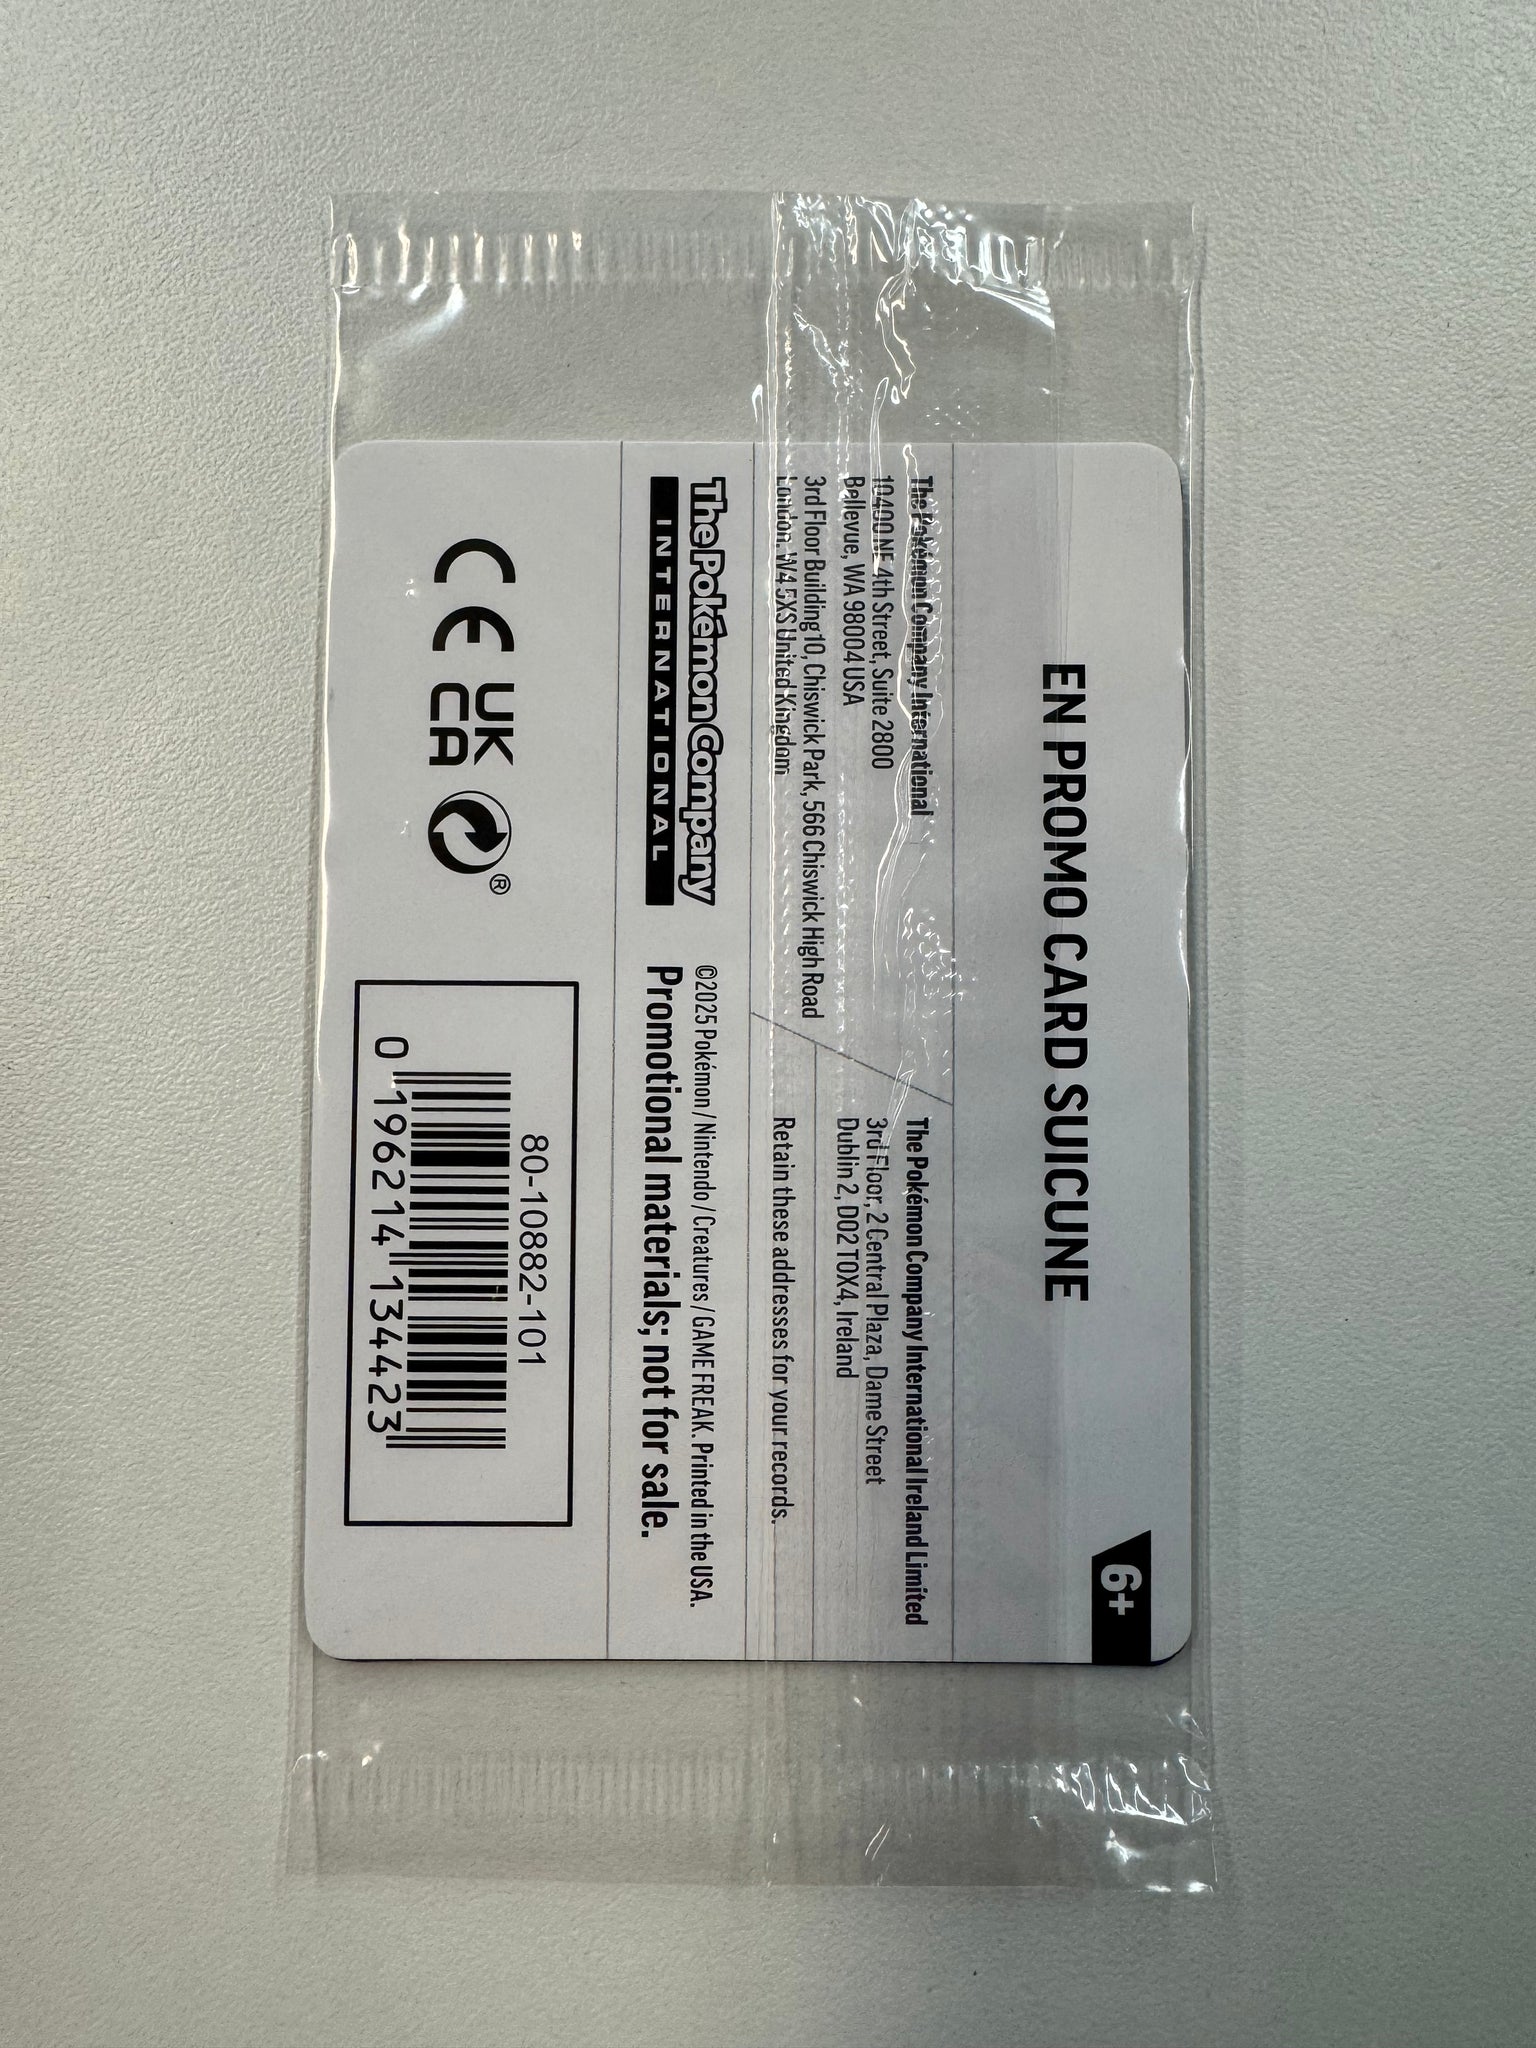 EN PROMO CARD SUICUNE
6+
The Pokémon Company International
10400 NE 4th Street, Suite 2800
Bellevue, WA 98004 USA
3rd Floor Building 10, Chiswick Park, 566 Chiswick High Road
London, W4 5XS United Kingdom
The Pokémon Company International Ireland Limited
3rd Floor, 2 Central Plaza, Dame Street
Dublin 2, D02 T0X4, Ireland
Retain these addresses for your records.
The Pokémon Company
INTERNATIONAL
©2025 Pokémon / Nintendo / Creatures / GAME FREAK. Printed in the USA.
Promotional materials; not for sale.
CE UK
CA ®
80-10882-101
0 196214 134423